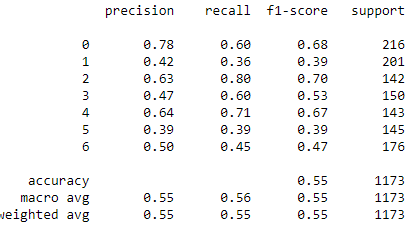 precision recall f1-score support
0 0.78 0.60 0.68 216
1 0.42 0.36 0.39 201
2 0.63 0.80 0.70 142
3 0.47 0.60 0.53 150
4 0.64 0.71 0.67 143
5 0.39 0.39 0.39 145
6 0.50 0.45 0.47 176
accuracy 0.55 1173
macro avg 0.55 0.56 0.55 1173
weighted avg 0.55 0.55 0.55 1173